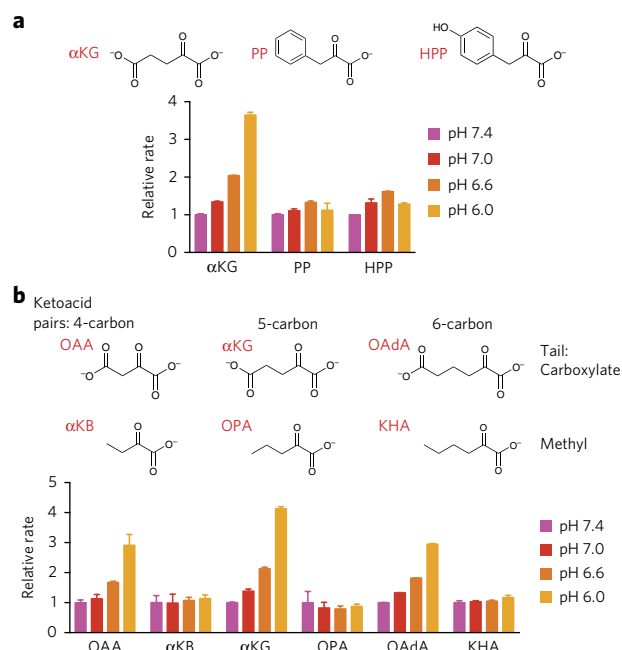 a
αKG
PP
HPP
⁻O
O
O
O
O⁻
O
O
O⁻
HO
O
O
O⁻
Relative rate
4
3
2
1
0
pH 7.4
pH 7.0
pH 6.6
pH 6.0
αKG
PP
HPP
b
Ketoacid
pairs: 4-carbon
5-carbon
6-carbon
OAA
O
O
⁻O
O⁻
O
αKG
O
⁻O
O⁻
O
O
OAdA
O
O
⁻O
O⁻
O
Tail:
Carboxylate
αKB
O
O⁻
O
OPA
O
O⁻
O
KHA
O
O⁻
O
Methyl
Relative rate
5
4
3
2
1
0
pH 7.4
pH 7.0
pH 6.6
pH 6.0
OAA
αKB
αKG
OPA
OAdA
KHA